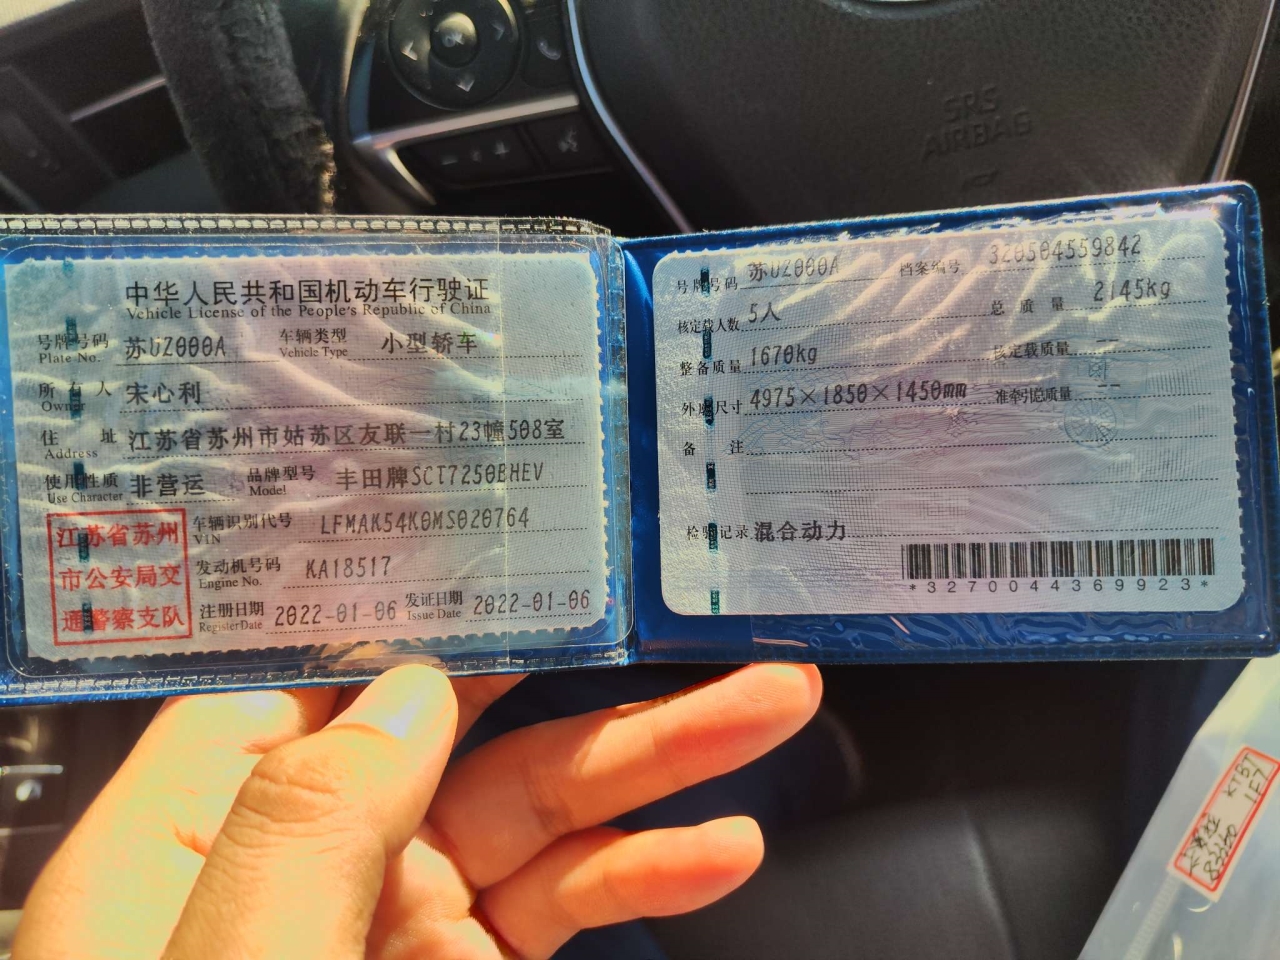 SRS
AIRBAG
中华人民共和国机动车行驶证
Vehicle License of the People's Republic of China
号牌号码 苏UZ000A 车辆类型 小型轿车
Plate No. Vehicle Type
所有人 宋心利
Owner
住址 江苏省苏州市姑苏区友联一村23幢508室
Address
使用性质 非营运 品牌型号 丰田牌SCT7250BHEV
Use Character Model
江苏省苏州
市公安局交
通警察支队
车辆识别代号 LFMAK54K0MS020764
VIN
发动机号码 KA18517
Engine No.
注册日期 2022-01-06 发证日期 2022-01-06
Register Date Issue Date
号牌号码 苏UZ000A 档案编号 320504559842
核定载人数 5人 总质量 2145kg
整备质量 1670kg 核定载质量 --
外廓尺寸 4975×1850×1450mm 准牵引总质量 --
备注
检验记录 混合动力
*3270044369923*